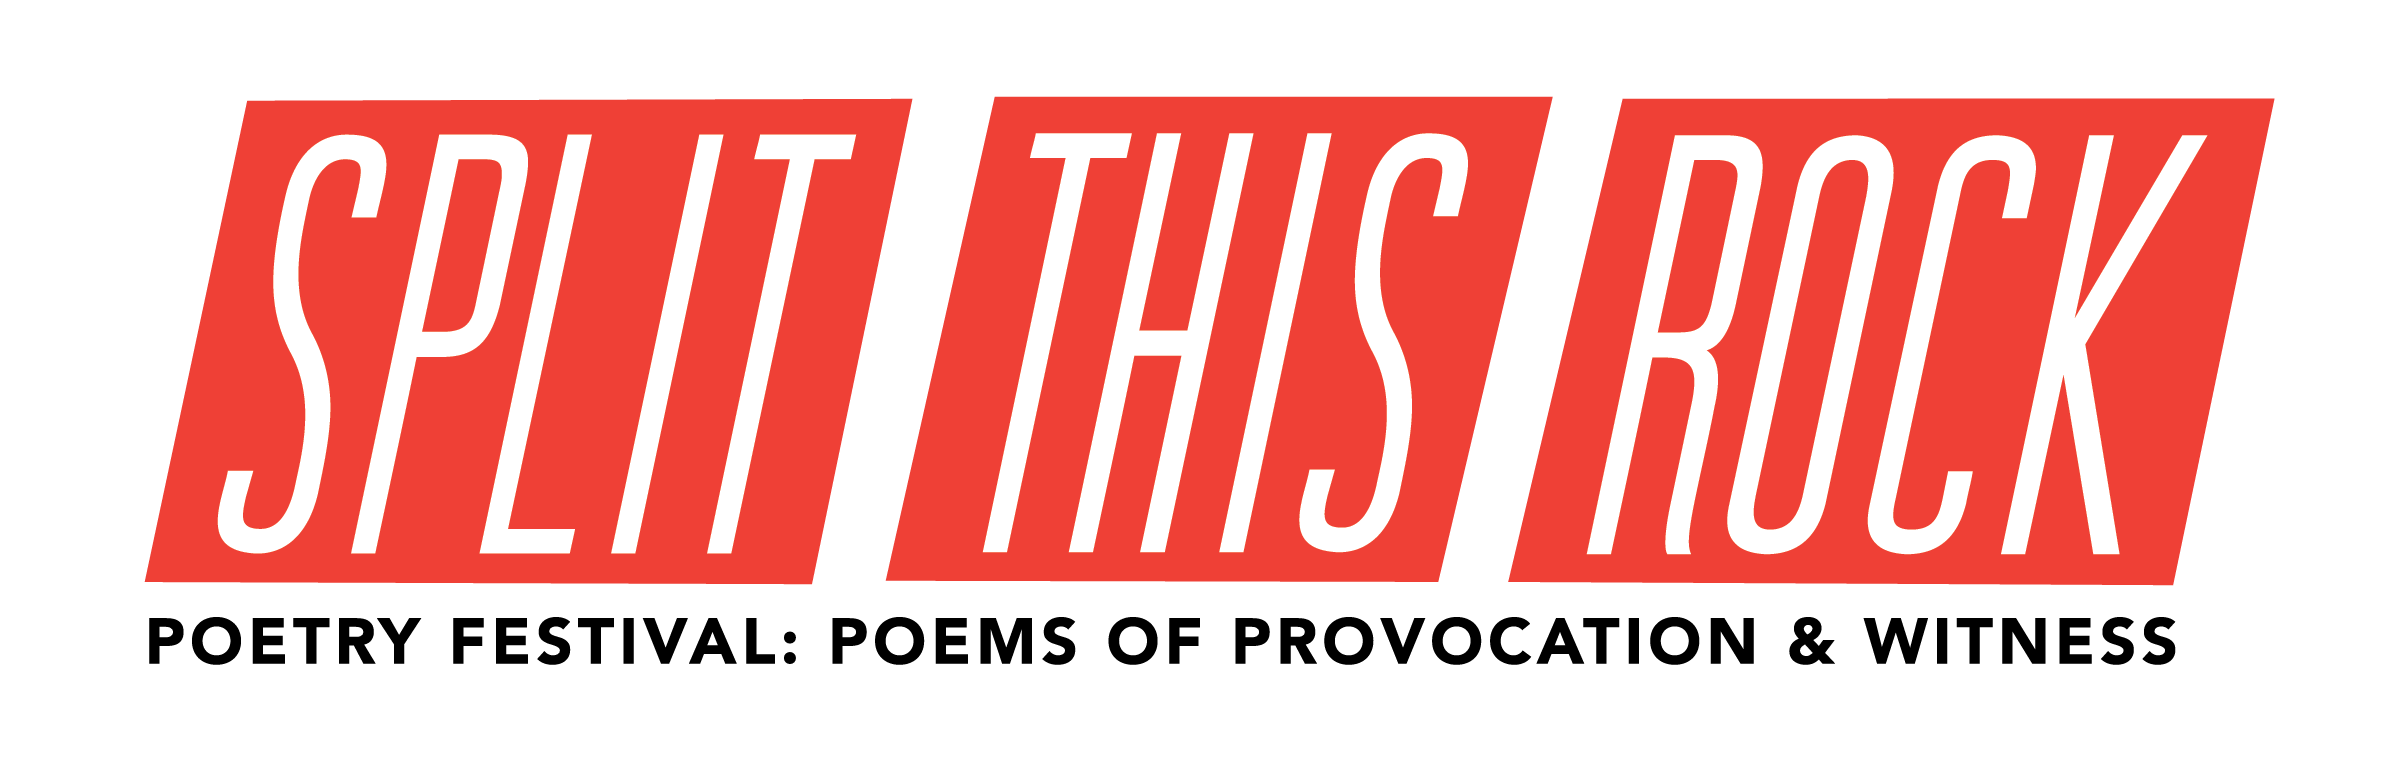 SPLIT THIS ROCK
POETRY FESTIVAL: POEMS OF PROVOCATION & WITNESS